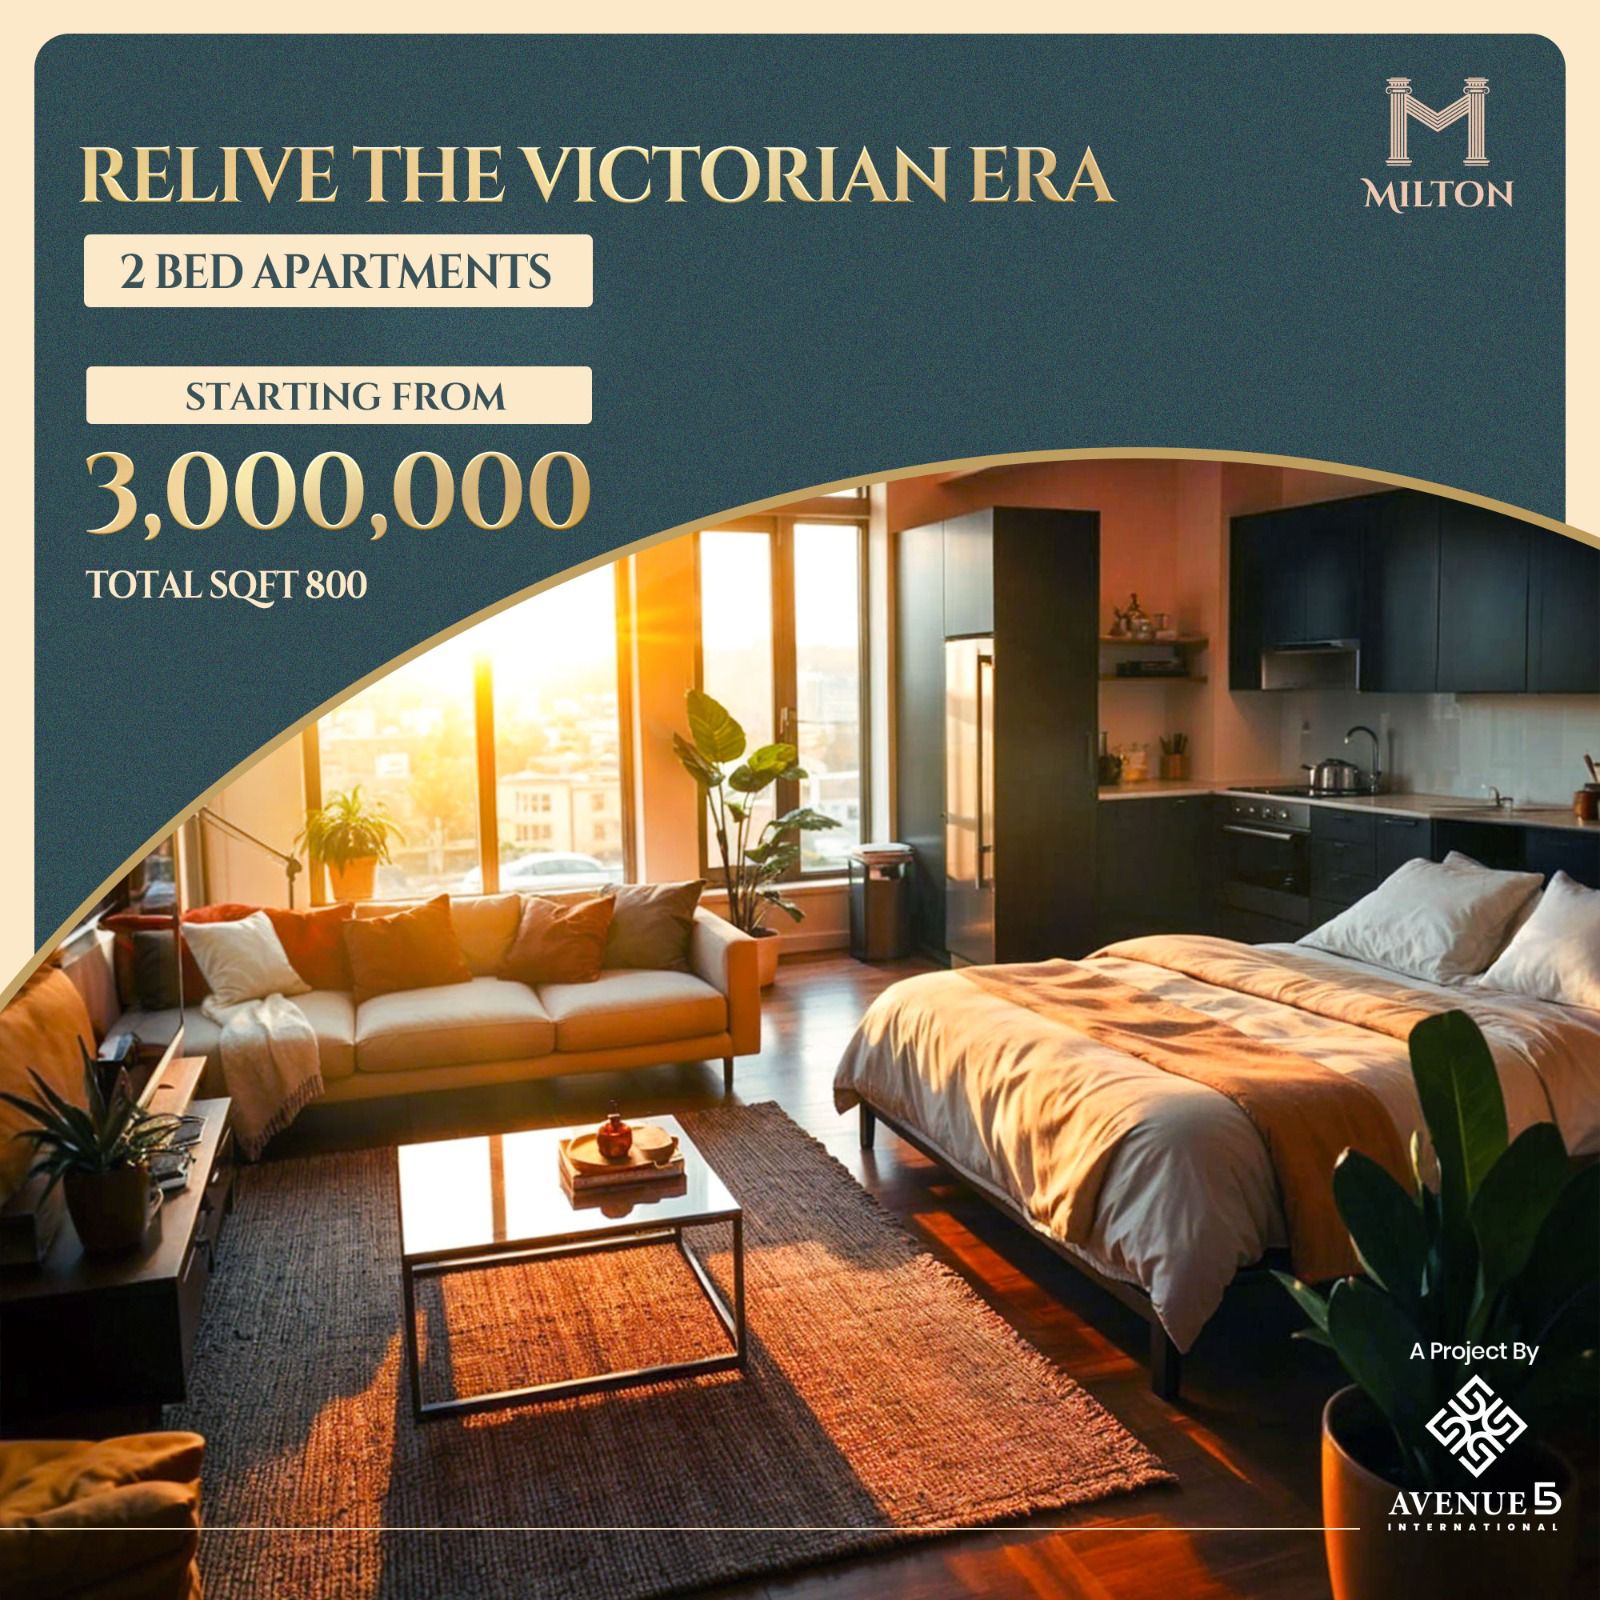 RELIVE THE VICTORIAN ERA
M
MILTON
2 BED APARTMENTS
STARTING FROM
3,000,000
TOTAL SQFT 800
A Project By
AVENUE 5
INTERNATIONAL